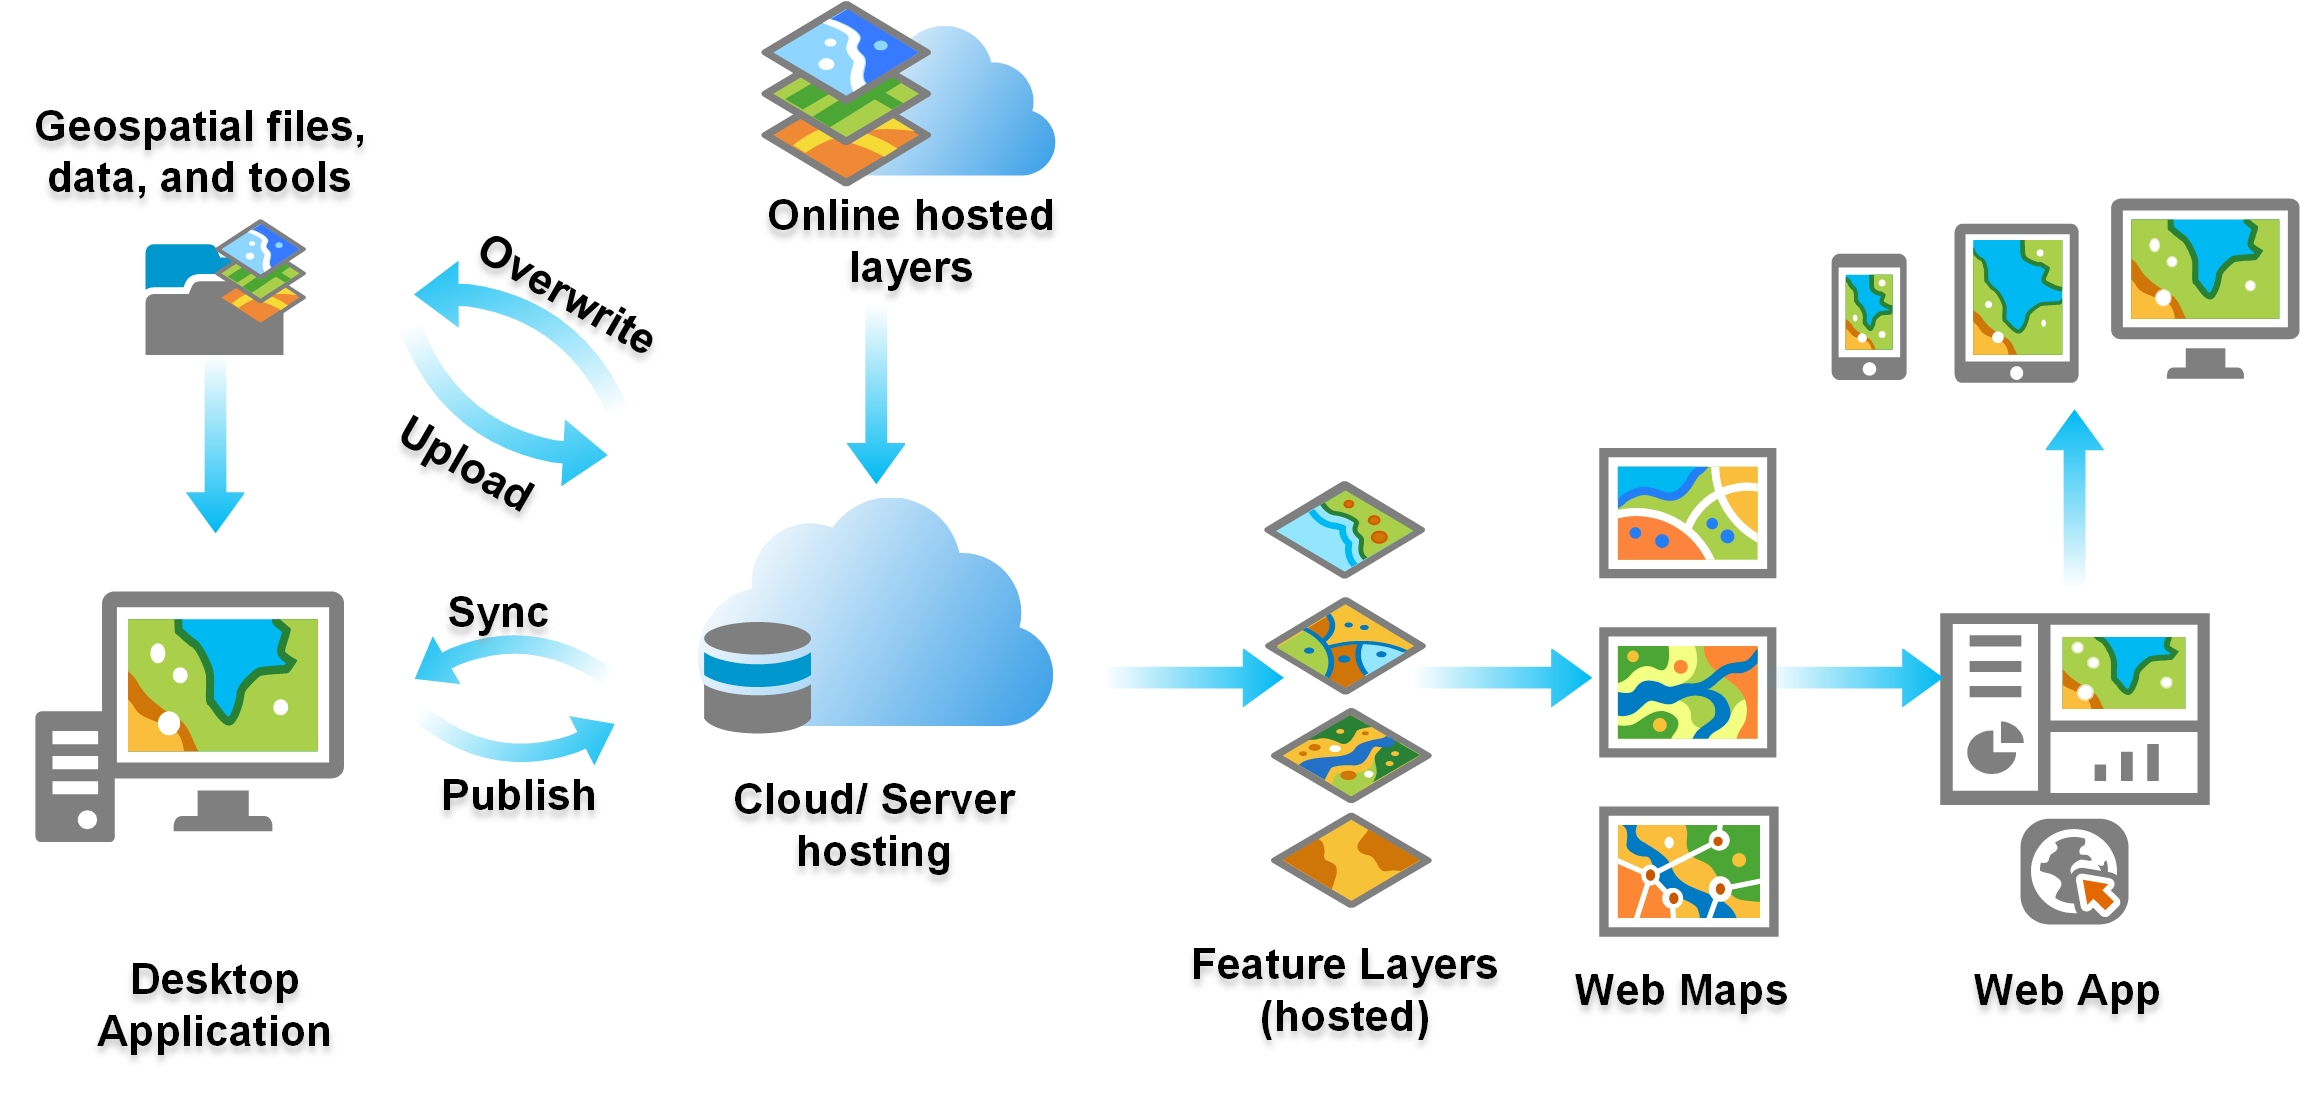 Geospatial files,
data, and tools
Online hosted
layers
Overwrite
Upload
Sync
Publish
Cloud/ Server
hosting
Desktop
Application
Feature Layers
(hosted)
Web Maps
Web App